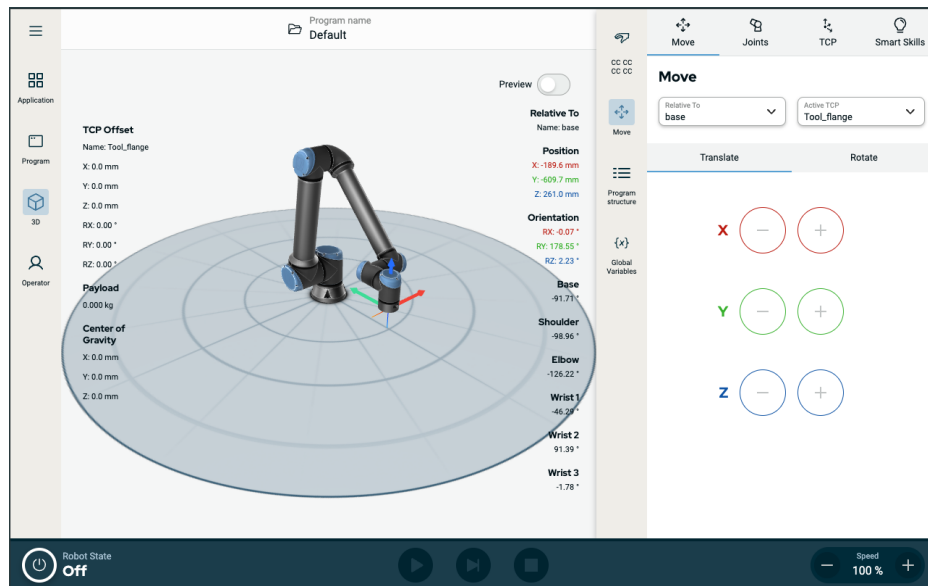 Program name
Default
Application
Program
3D
Operator
Preview
TCP Offset
Name: Tool_flange
X: 0.0 mm
Y: 0.0 mm
Z: 0.0 mm
RX: 0.00 °
RY: 0.00 °
RZ: 0.00 °
Payload
0.000 kg
Center of
Gravity
X: 0.0 mm
Y: 0.0 mm
Z: 0.0 mm
Relative To
Name: base
Position
X: -189.6 mm
Y: -609.7 mm
Z: 261.0 mm
Orientation
RX: -0.07 °
RY: 178.55 °
RZ: 2.23 °
Base
-91.71 °
Shoulder
-98.96 °
Elbow
-126.22 °
Wrist 1
-46.29 °
Wrist 2
91.39 °
Wrist 3
-1.78 °
CC CC
CC CC
Move
Program
structure
{x}
Global
Variables
Move
Joints
TCP
Smart Skills
Move
Relative To
base
Active TCP
Tool_flange
Translate
Rotate
X − +
Y − +
Z − +
Robot State
Off
Speed
− 100 % +